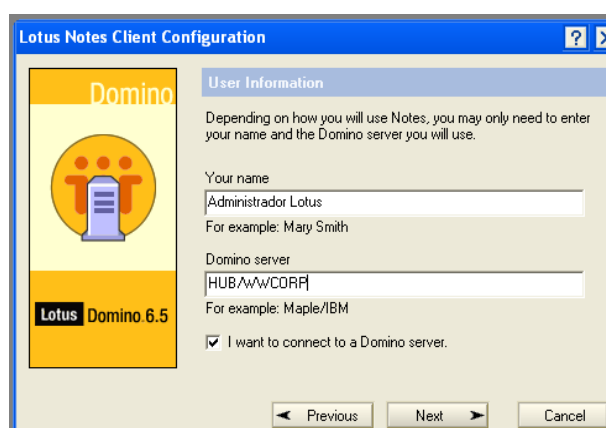 Lotus Notes Client Configuration
Domino
User Information
Depending on how you will use Notes, you may only need to enter
your name and the Domino server you will use.
Your name
Administrador Lotus
For example: Mary Smith
Domino server
HUB/WWCORP
For example: Maple/IBM
I want to connect to a Domino server.
Lotus Domino 6.5
Previous Next Cancel